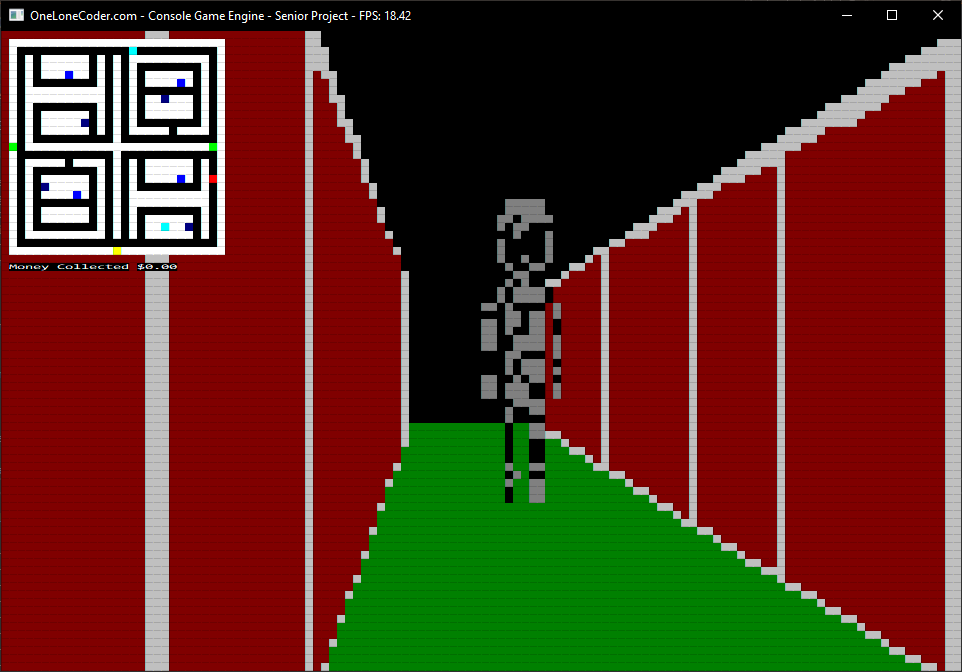 OneLoneCoder.com - Console Game Engine - Senior Project - FPS: 18.42
Money Collected $0.00